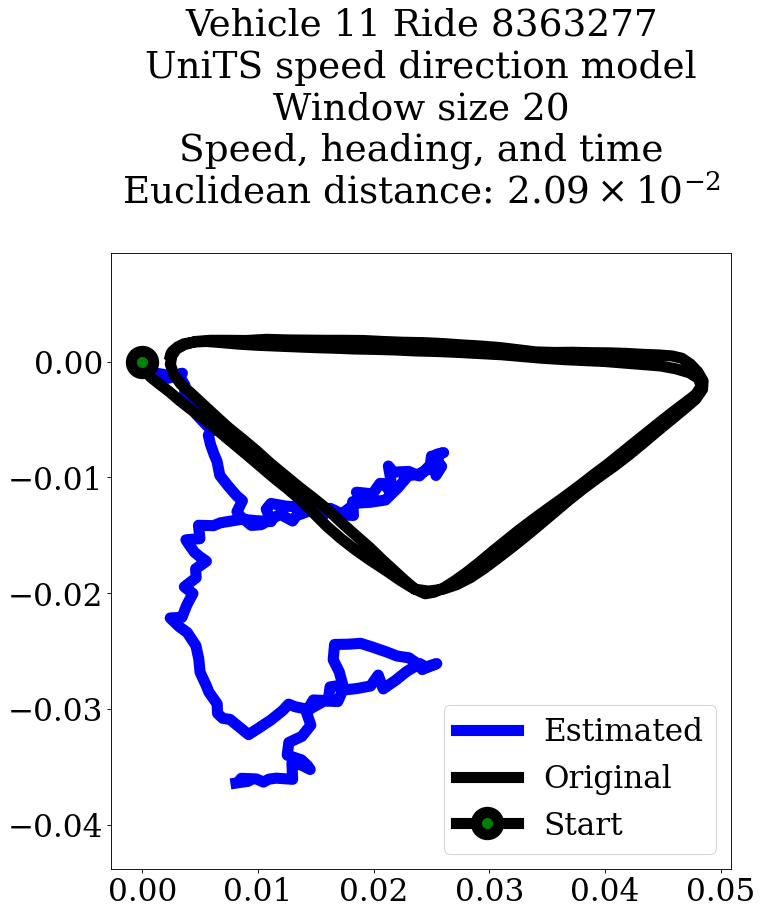 Vehicle 11 Ride 8363277
UniTS speed direction model
Window size 20
Speed, heading, and time
Euclidean distance: 2.09 × 10⁻²
0.00
−0.01
−0.02
−0.03
−0.04
Estimated
Original
Start
0.00 0.01 0.02 0.03 0.04 0.05